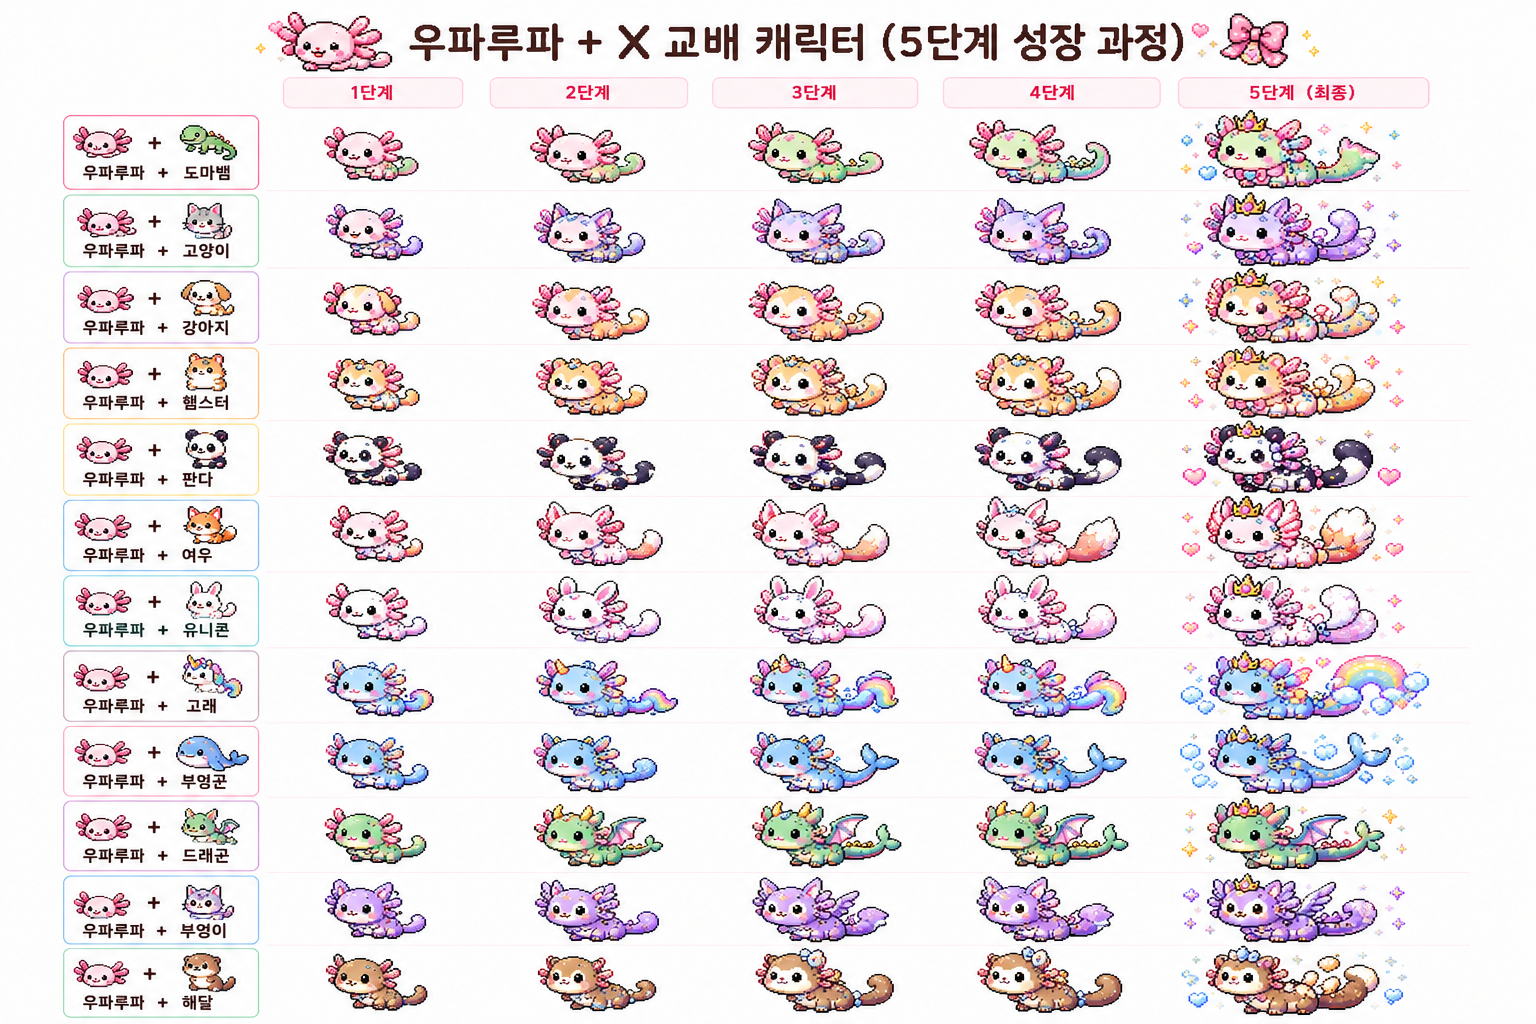 우파루파 + X 교배 캐릭터 (5단계 성장 과정)
1단계 2단계 3단계 4단계 5단계 (최종)
+
우파루파 + 도마뱀
+
우파루파 + 고양이
+
우파루파 + 강아지
+
우파루파 + 햄스터
+
우파루파 + 판다
+
우파루파 + 여우
+
우파루파 + 유니콘
+
우파루파 + 고래
+
우파루파 + 부엉곤
+
우파루파 + 드래곤
+
우파루파 + 부엉이
+
우파루파 + 해달